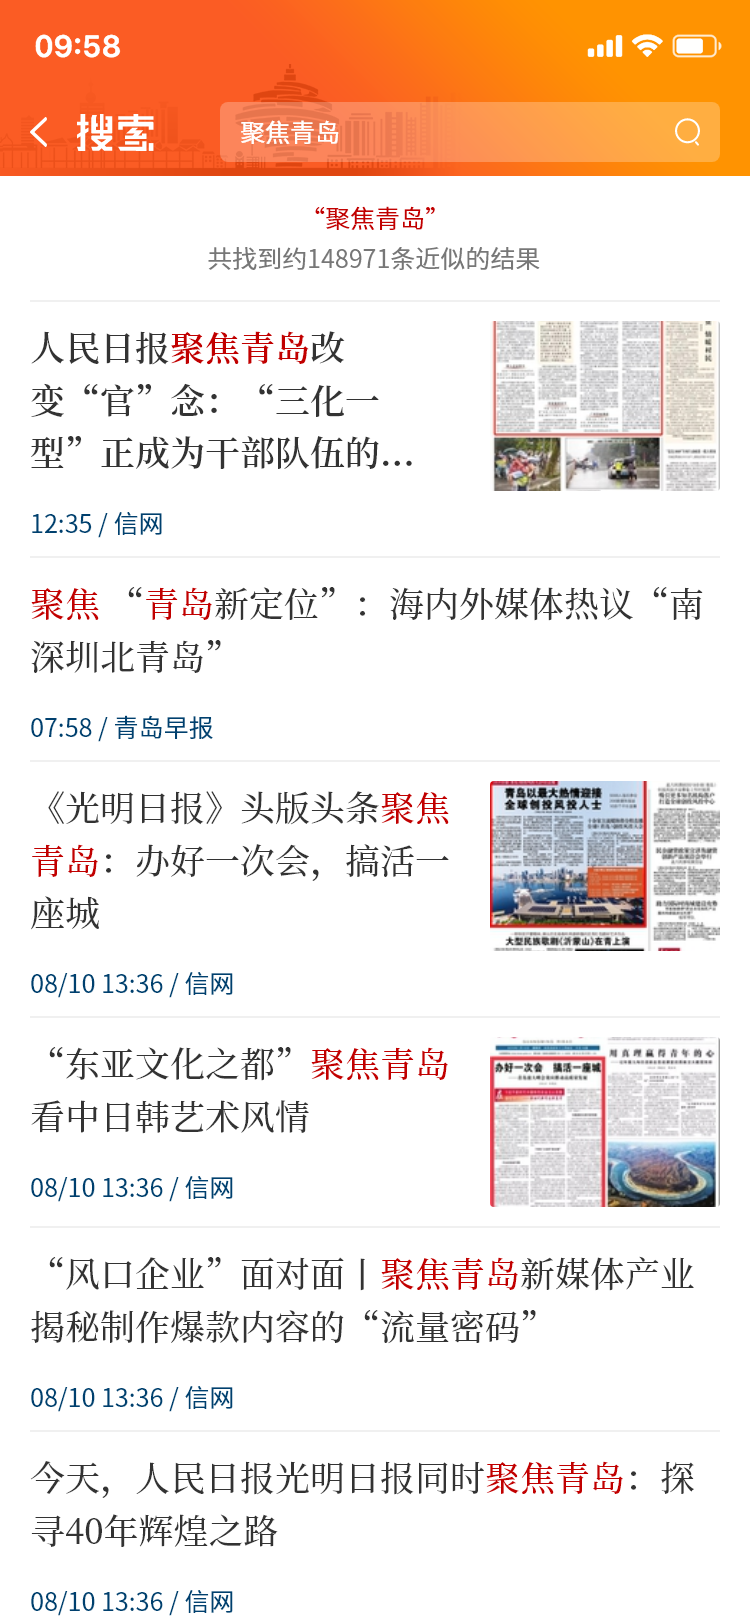 09:58
搜索
聚焦青岛
“聚焦青岛”
共找到约148971条近似的结果
人民日报聚焦青岛改
变“官”念：“三化一
型”正成为干部队伍的...
12:35 / 信网
聚焦 “青岛新定位”：海内外媒体热议“南
深圳北青岛”
07:58 / 青岛早报
《光明日报》头版头条聚焦
青岛：办好一次会，搞活一
座城
青岛以最大热情迎接
全球创投风投人士
大型民族歌剧《沂蒙山》在青上演
08/10 13:36 / 信网
“东亚文化之都”聚焦青岛
看中日韩艺术风情
办好一次会 搞活一座城
用真理赢得青年的心
08/10 13:36 / 信网
“风口企业”面对面丨聚焦青岛新媒体产业
揭秘制作爆款内容的“流量密码”
08/10 13:36 / 信网
今天，人民日报光明日报同时聚焦青岛：探
寻40年辉煌之路
08/10 13:36 / 信网